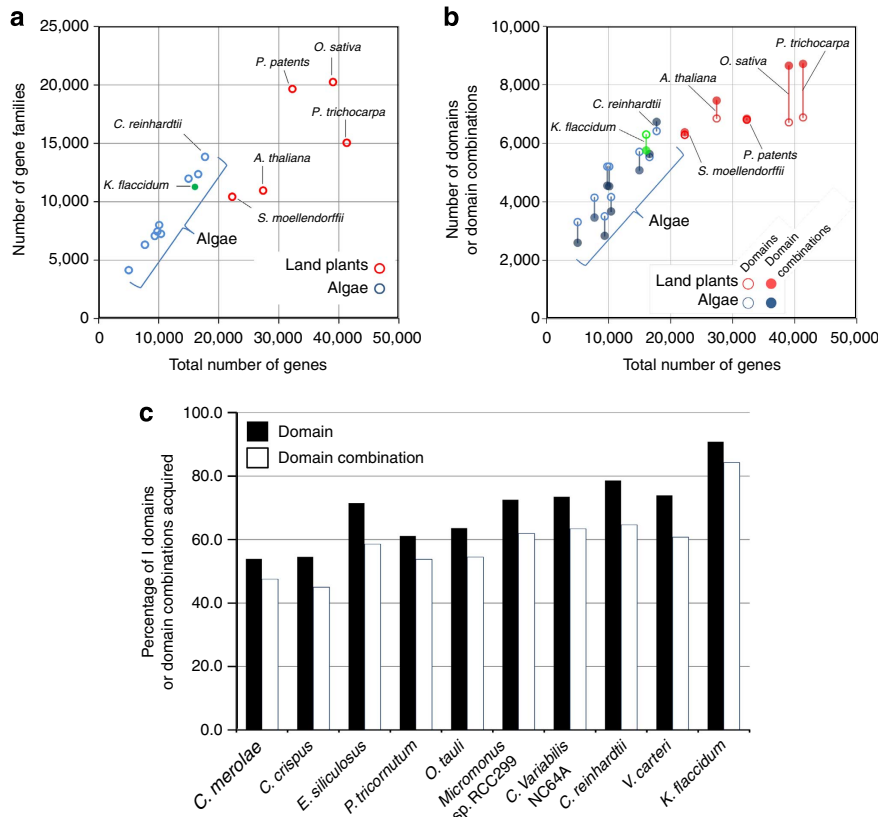 a
25,000
20,000
15,000
10,000
5,000
0
Number of gene families
O. sativa
P. patents
P. trichocarpa
C. reinhardtii
A. thaliana
K. flaccidum
S. moellendorffii
Algae
Land plants
Algae
0 10,000 20,000 30,000 40,000 50,000
Total number of genes
b
10,000
8,000
6,000
4,000
2,000
0
Number of domains
or domain combinations
P. trichocarpa
O. sativa
A. thaliana
C. reinhardtii
K. flaccidum
P. patents
S. moellendorffii
Algae
Domains
Domain
combinations
Land plants
Algae
0 10,000 20,000 30,000 40,000 50,000
Total number of genes
c
100.0
80.0
60.0
40.0
20.0
0.0
Percentage of I domains
or domain combinations acquired
Domain
Domain combination
C. merolae
C. crispus
E. siliculosus
P. tricornutum
O. tauli
Micromonus
sp. RCC299
C. Variabilis
NC64A
C. reinhardtii
V. carteri
K. flaccidum